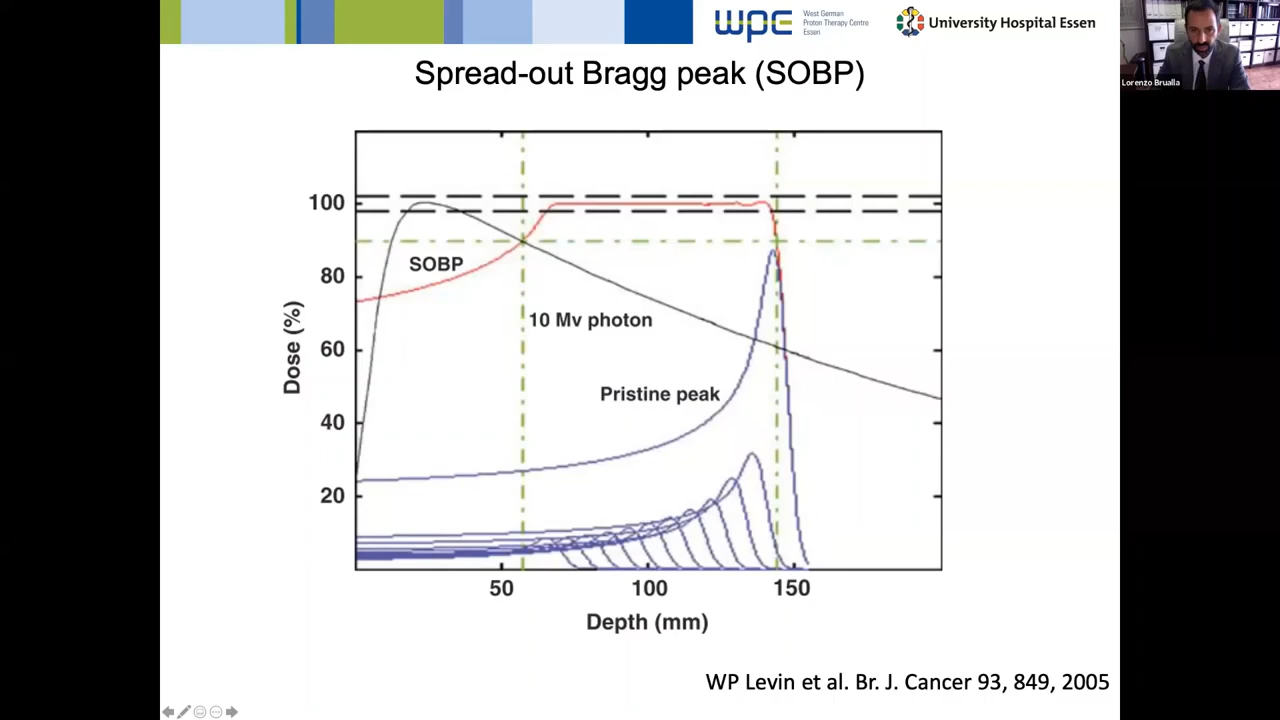 wpe
West German
Proton Therapy Centre
Essen
University Hospital Essen
Lorenzo Brualla
Spread-out Bragg peak (SOBP)
100
80
60
40
20
Dose (%)
SOBP
10 Mv photon
Pristine peak
50
100
150
Depth (mm)
WP Levin et al. Br. J. Cancer 93, 849, 2005